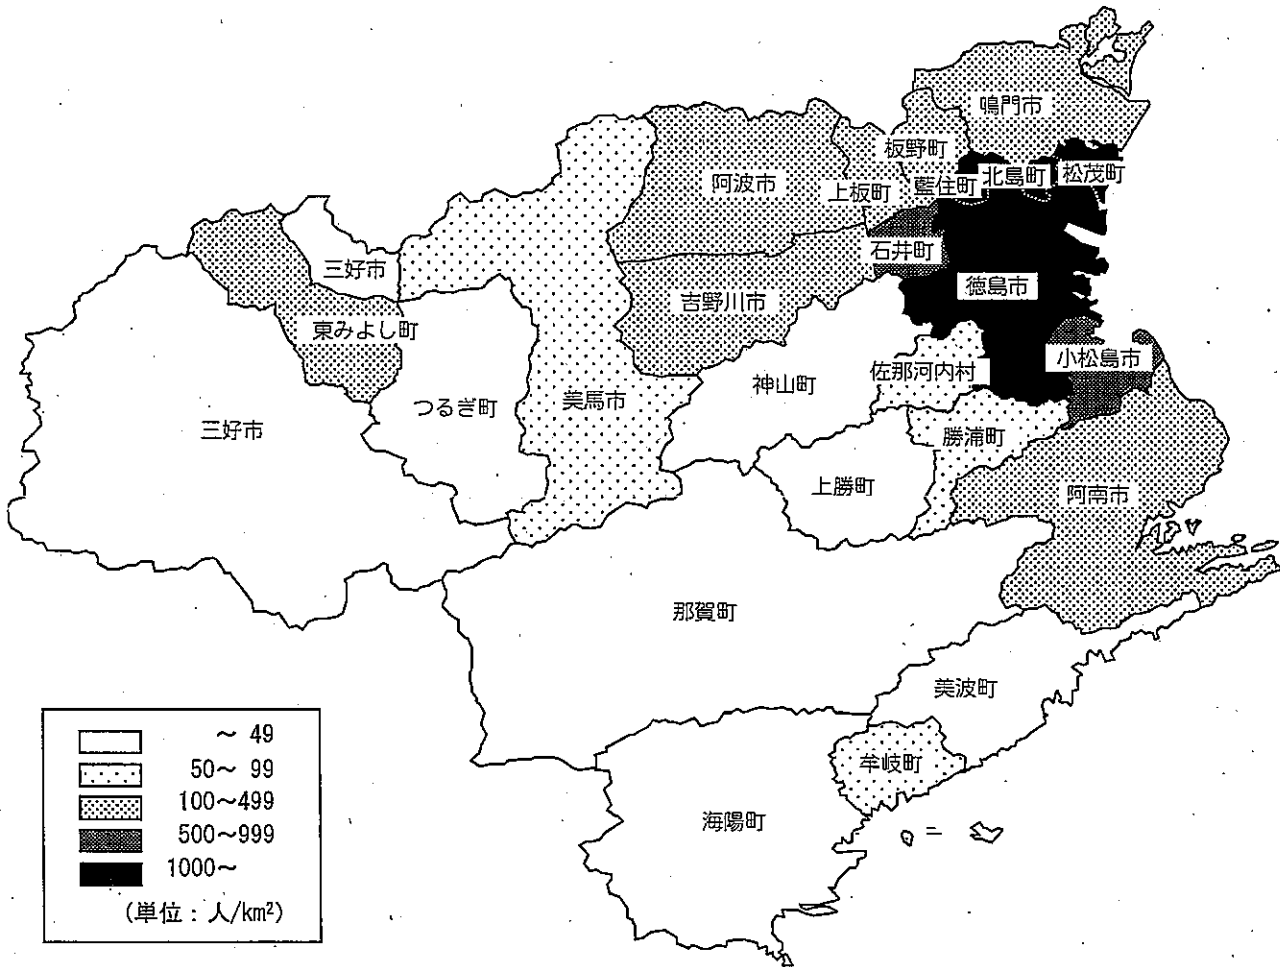 鳴門市
板野町
阿波市
上板町
藍住町
北島町
松茂町
石井町
三好市
徳島市
吉野川市
東みよし町
小松島市
神山町
佐那河内村
つるぎ町
美馬市
三好市
勝浦町
上勝町
阿南市
那賀町
美波町
牟岐町
海陽町
～ 49
50～ 99
100～499
500～999
1000～
(単位：人/km²)